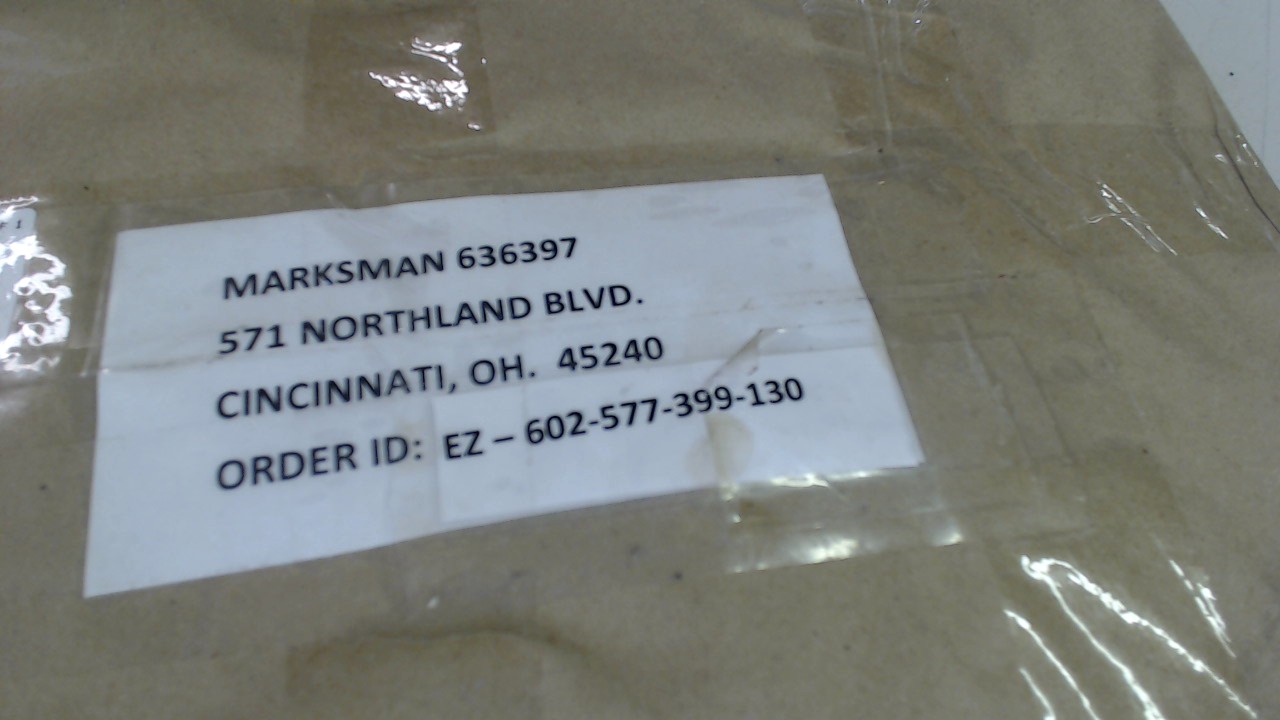 MARKSMAN 636397
571 NORTHLAND BLVD.
CINCINNATI, OH. 45240
ORDER ID: EZ – 602-577-399-130